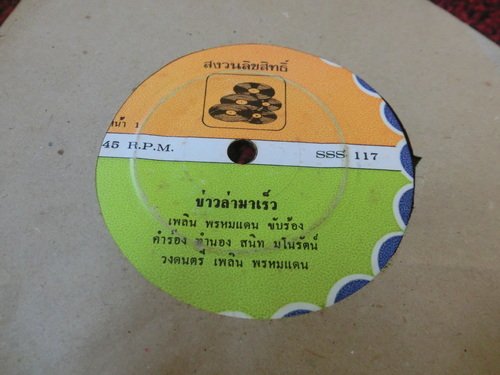 สงวนลิขสิทธิ์
หน้า 1
45 R.P.M. SSS 117
ข่าวล่ามาเร็ว
เพลิน พรหมแดน ขับร้อง
คำร้อง ทำนอง สนิท มโนรัตน์
วงดนตรี เพลิน พรหมแดน